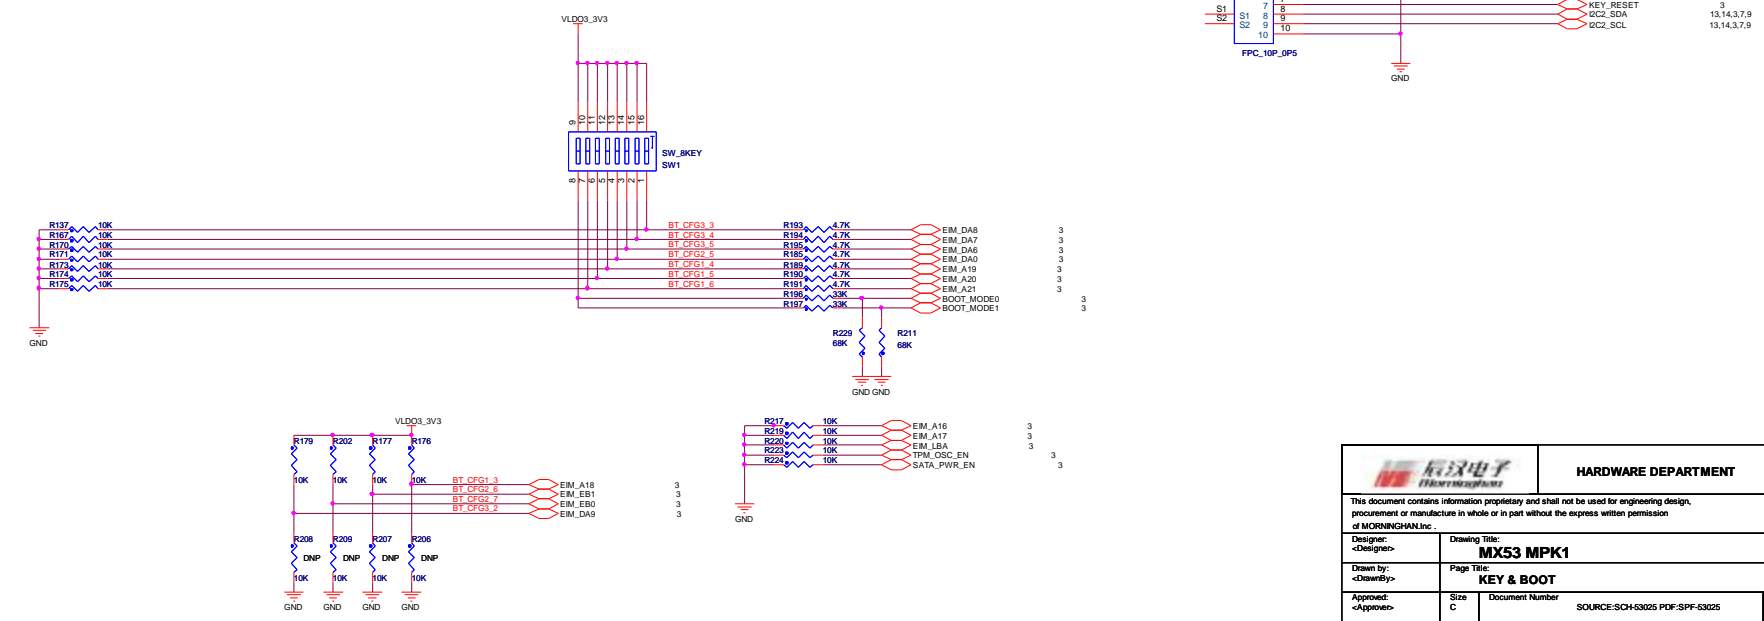 VLDO3_3V3
9 10 11 12 13 14 15 16
SW_8KEY
SW1
8 7 6 5 4 3 2 1
S1 S1 7 KEY_RESET 3
S2 S2 8 8 I2C2_SDA 13,14,3,7,9
9 9 I2C2_SCL 13,14,3,7,9
10 10
FPC_10P_0P5
GND
R137 10K BT_CFG3_3 R193 4.7K EIM_DA8 3
R167 10K BT_CFG3_4 R194 4.7K EIM_DA7 3
R170 10K BT_CFG3_5 R195 4.7K EIM_DA6 3
R171 10K BT_CFG2_5 R185 4.7K EIM_DA0 3
R173 10K BT_CFG1_4 R189 4.7K EIM_A19 3
R174 10K BT_CFG1_5 R190 4.7K EIM_A20 3
R175 10K BT_CFG1_6 R191 4.7K EIM_A21 3
R196 33K BOOT_MODE0 3
R197 33K BOOT_MODE1 3
GND
R229 R211
68K 68K
GND GND
VLDO3_3V3
R179 R202 R177 R176
10K 10K 10K 10K
BT_CFG1_3 EIM_A18 3
BT_CFG2_6 EIM_EB1 3
BT_CFG2_7 EIM_EB0 3
BT_CFG3_2 EIM_DA9 3
R208 R209 R207 R206
DNP DNP DNP DNP
10K 10K 10K 10K
GND GND GND GND
R217 10K EIM_A16 3
R219 10K EIM_A17 3
R220 10K EIM_LBA 3
R223 10K TPM_OSC_EN 3
R224 10K SATA_PWR_EN 3
GND
辰汉电子
Morninghan
HARDWARE DEPARTMENT
This document contains information proprietary and shall not be used for engineering design,
procurement or manufacture in whole or in part without the express written permission
of MORNINGHAN.Inc .
Designer: Drawing Title:
<Designer> MX53 MPK1
Drawn by: Page Title:
<DrawnBy> KEY & BOOT
Approved: Size Document Number
<Approver> C SOURCE:SCH-53025 PDF:SPF-53025